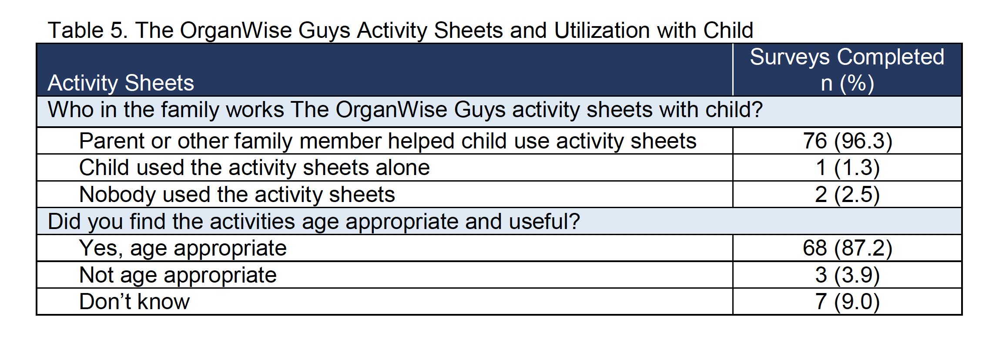 Table 5. The OrganWise Guys Activity Sheets and Utilization with Child
Activity Sheets
Surveys Completed
n (%)
Who in the family works The OrganWise Guys activity sheets with child?
Parent or other family member helped child use activity sheets 76 (96.3)
Child used the activity sheets alone 1 (1.3)
Nobody used the activity sheets 2 (2.5)
Did you find the activities age appropriate and useful?
Yes, age appropriate 68 (87.2)
Not age appropriate 3 (3.9)
Don’t know 7 (9.0)